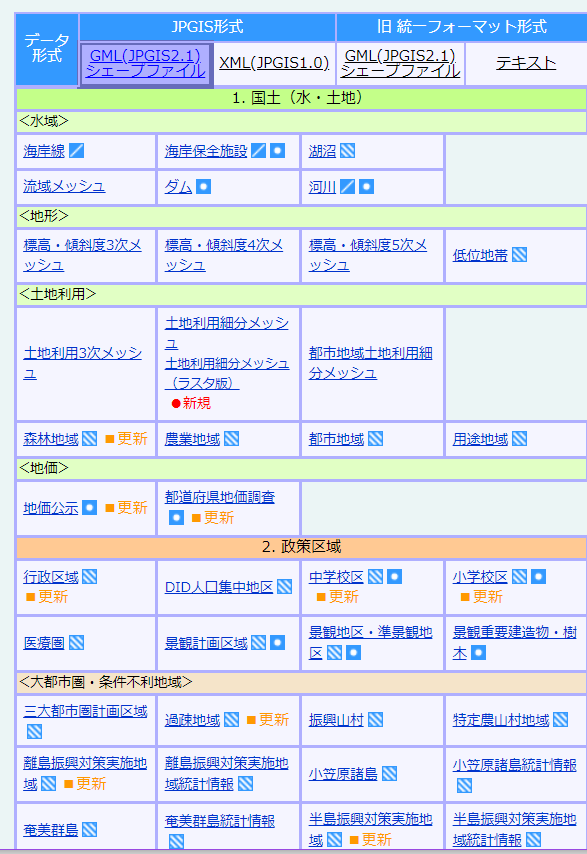 データ
形式
JPGIS形式
旧 統一フォーマット形式
GML(JPGIS2.1)
シェープファイル
XML(JPGIS1.0)
GML(JPGIS2.1)
シェープファイル
テキスト
1. 国土（水・土地）
<水域>
海岸線
海岸保全施設
湖沼
流域メッシュ
ダム
河川
<地形>
標高・傾斜度3次メ
ッシュ
標高・傾斜度4次メ
ッシュ
標高・傾斜度5次メ
ッシュ
低位地帯
<土地利用>
土地利用3次メッシ
ュ
土地利用細分メッシ
ュ
土地利用細分メッシュ
（ラスタ版）
●新規
都市地域土地利用細
分メッシュ
森林地域 ■更新
農業地域
都市地域
用途地域
<地価>
地価公示 ■更新
都道府県地価調査
■更新
2. 政策区域
行政区域
■更新
DID人口集中地区
中学校区
■更新
小学校区
■更新
医療圏
景観計画区域
景観地区・準景観地
区
景観重要建造物・樹
木
<大都市圏・条件不利地域>
三大都市圏計画区域
過疎地域 ■更新
振興山村
特定農山村地域
離島振興対策実施地
域 ■更新
離島振興対策実施地
域統計情報
小笠原諸島
小笠原諸島統計情報
奄美群島
奄美群島統計情報
半島振興対策実施地
域 ■更新
半島振興対策実施地
域統計情報